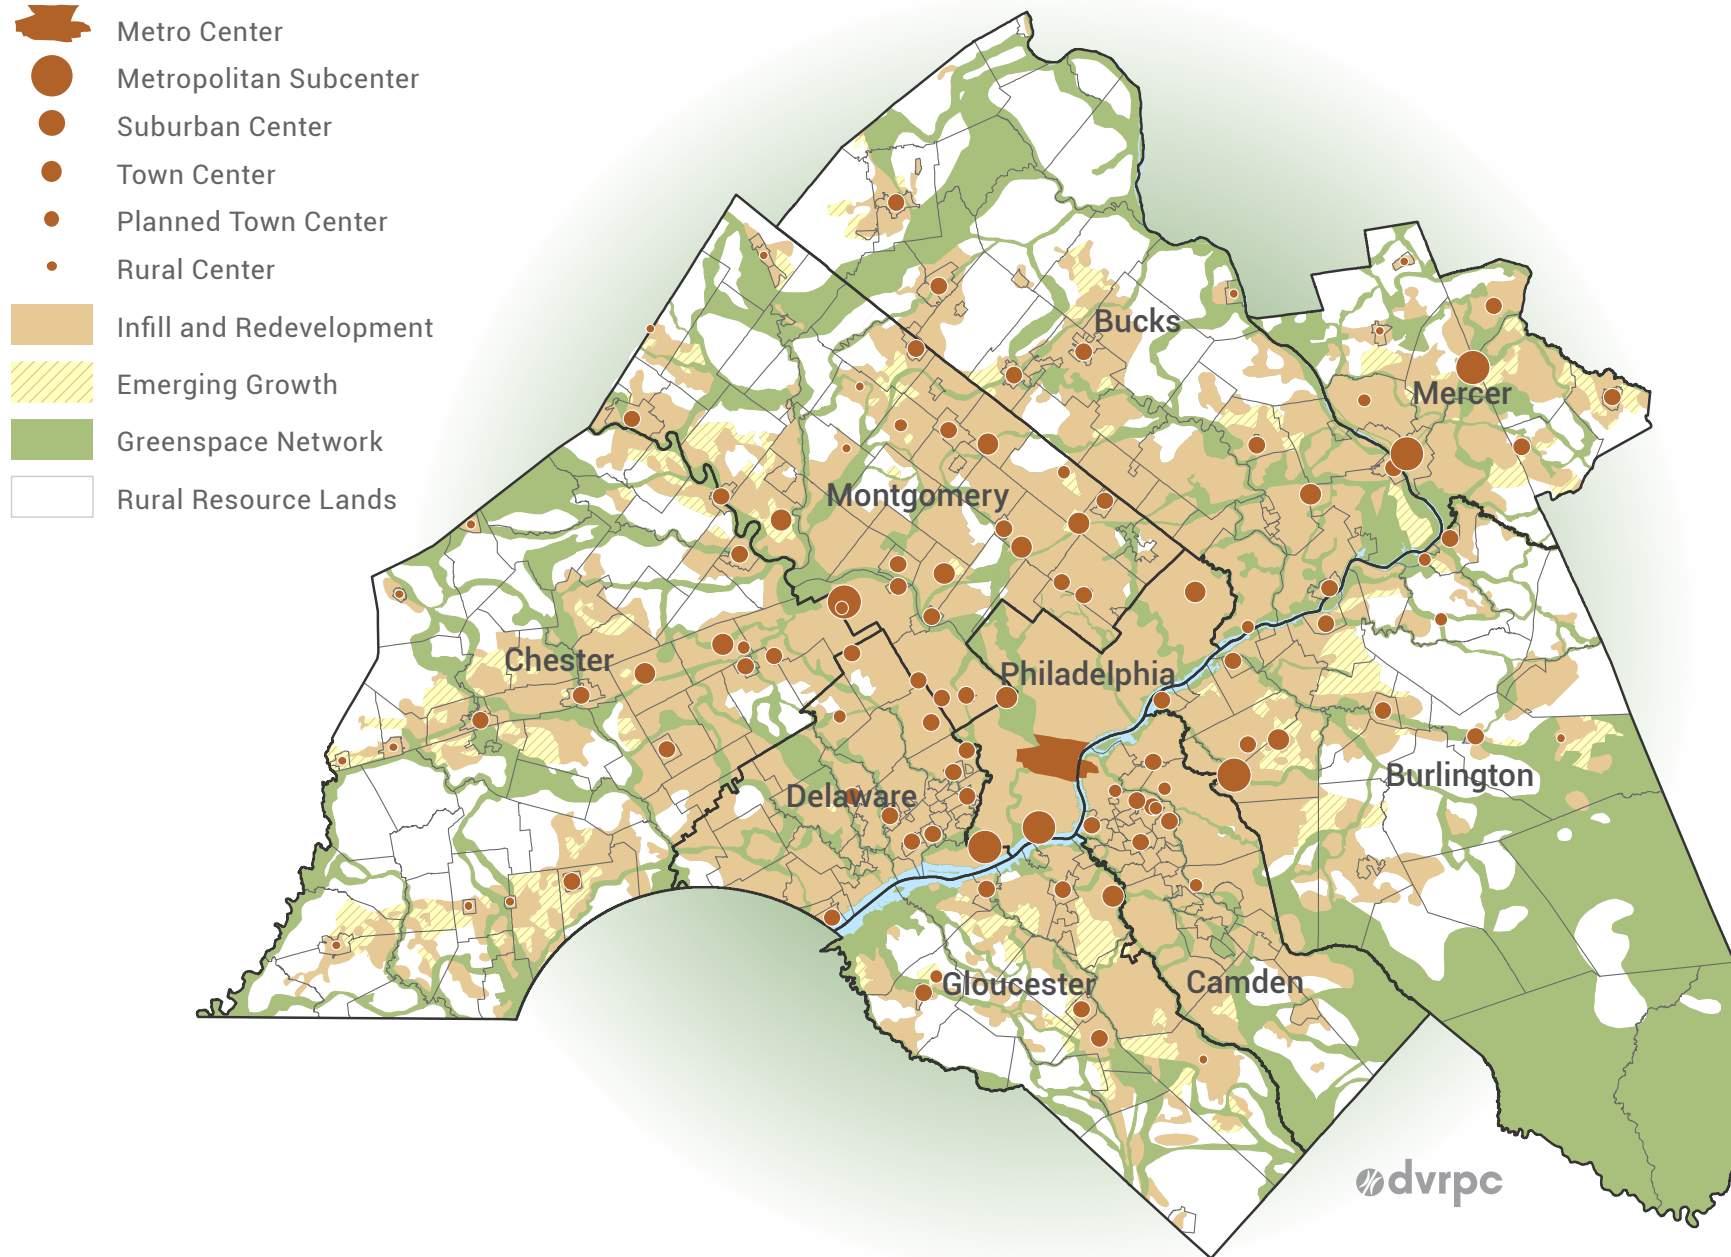 Metro Center
Metropolitan Subcenter
Suburban Center
Town Center
Planned Town Center
Rural Center
Infill and Redevelopment
Emerging Growth
Greenspace Network
Rural Resource Lands
Bucks
Mercer
Montgomery
Chester
Philadelphia
Delaware
Burlington
Gloucester
Camden
dvrpc